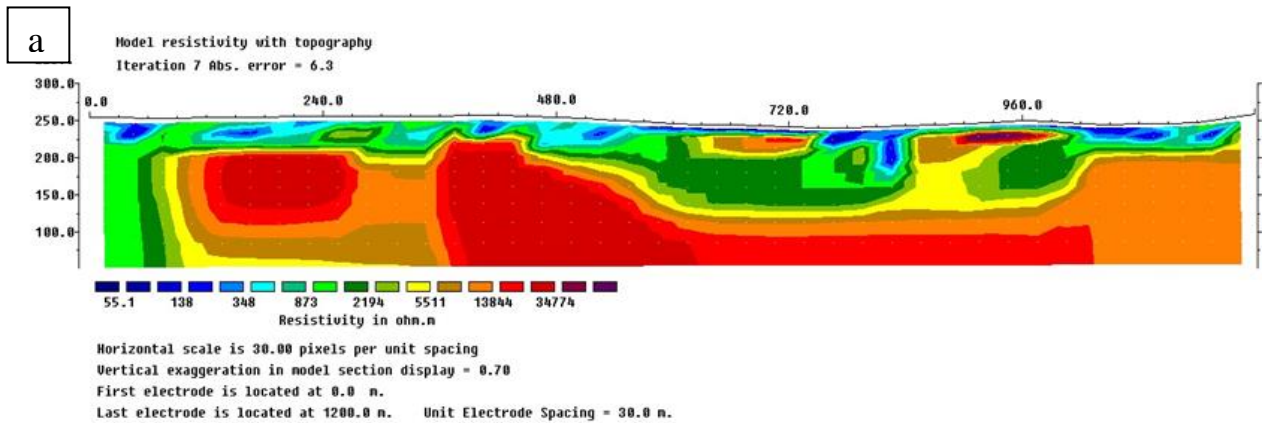 a
Model resistivity with topography
Iteration 7 Abs. error = 6.3
300.0
0.0 240.0 480.0 720.0 960.0
250.0
200.0
150.0
100.0
55.1 138 348 873 2194 5511 13844 34774
Resistivity in ohm.m
Horizontal scale is 30.00 pixels per unit spacing
Vertical exaggeration in model section display = 0.70
First electrode is located at 0.0 m.
Last electrode is located at 1200.0 m. Unit Electrode Spacing = 30.0 m.